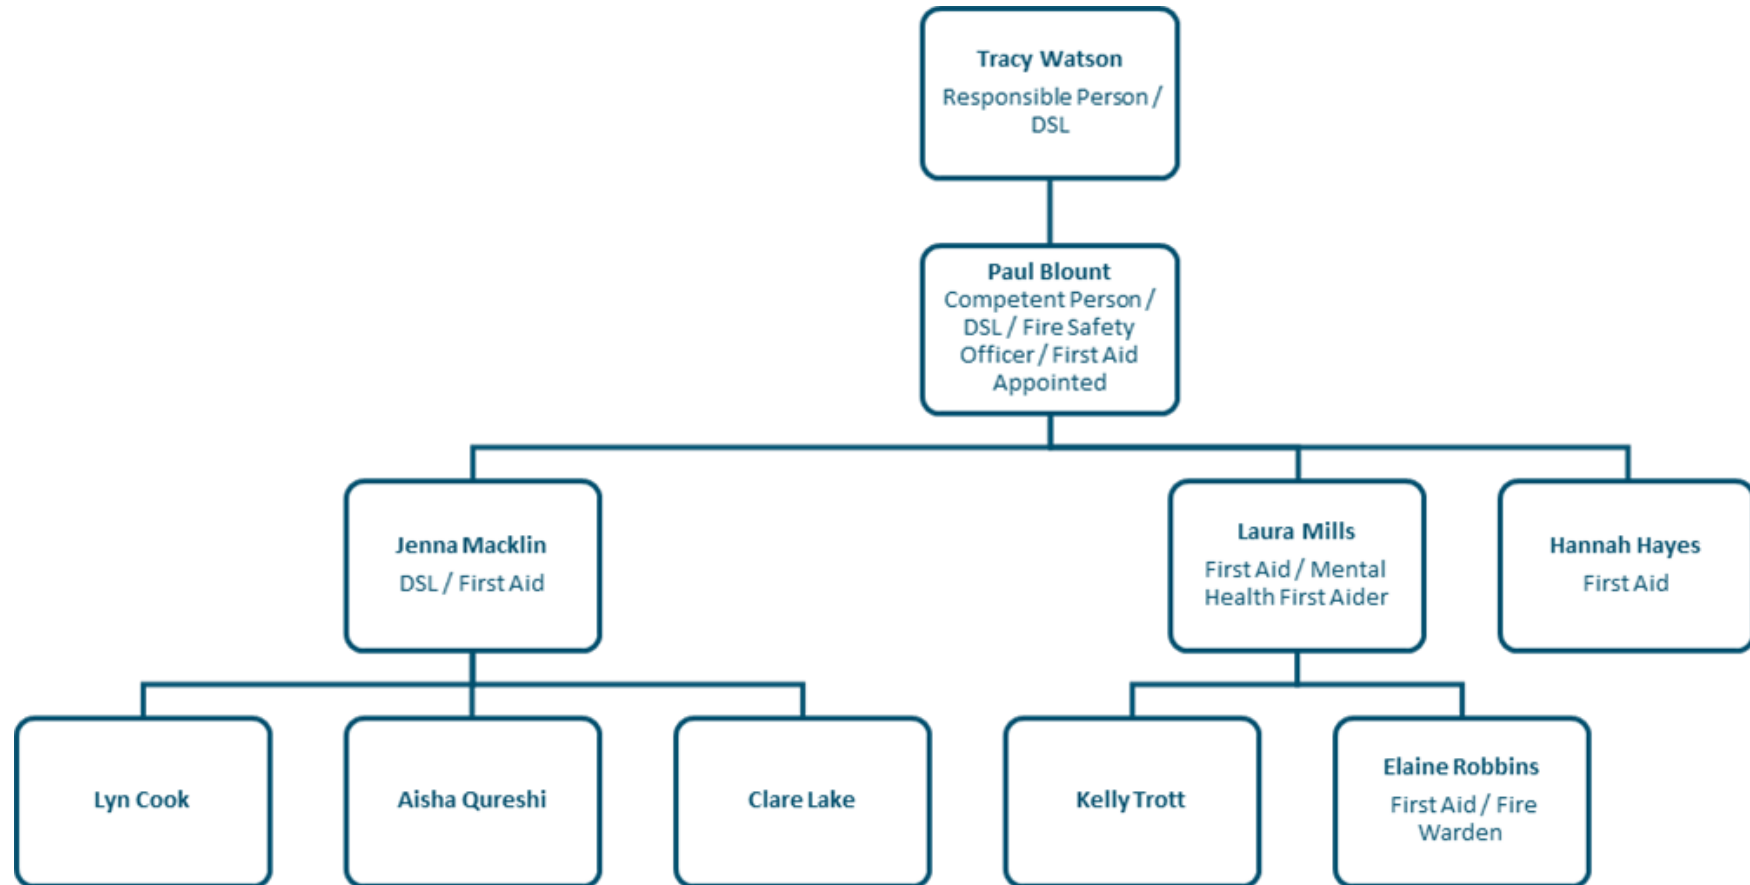 Tracy Watson
Responsible Person /
DSL
Paul Blount
Competent Person /
DSL / Fire Safety
Officer / First Aid
Appointed
Jenna Macklin
DSL / First Aid
Laura Mills
First Aid / Mental
Health First Aider
Hannah Hayes
First Aid
Lyn Cook
Aisha Qureshi
Clare Lake
Kelly Trott
Elaine Robbins
First Aid / Fire
Warden